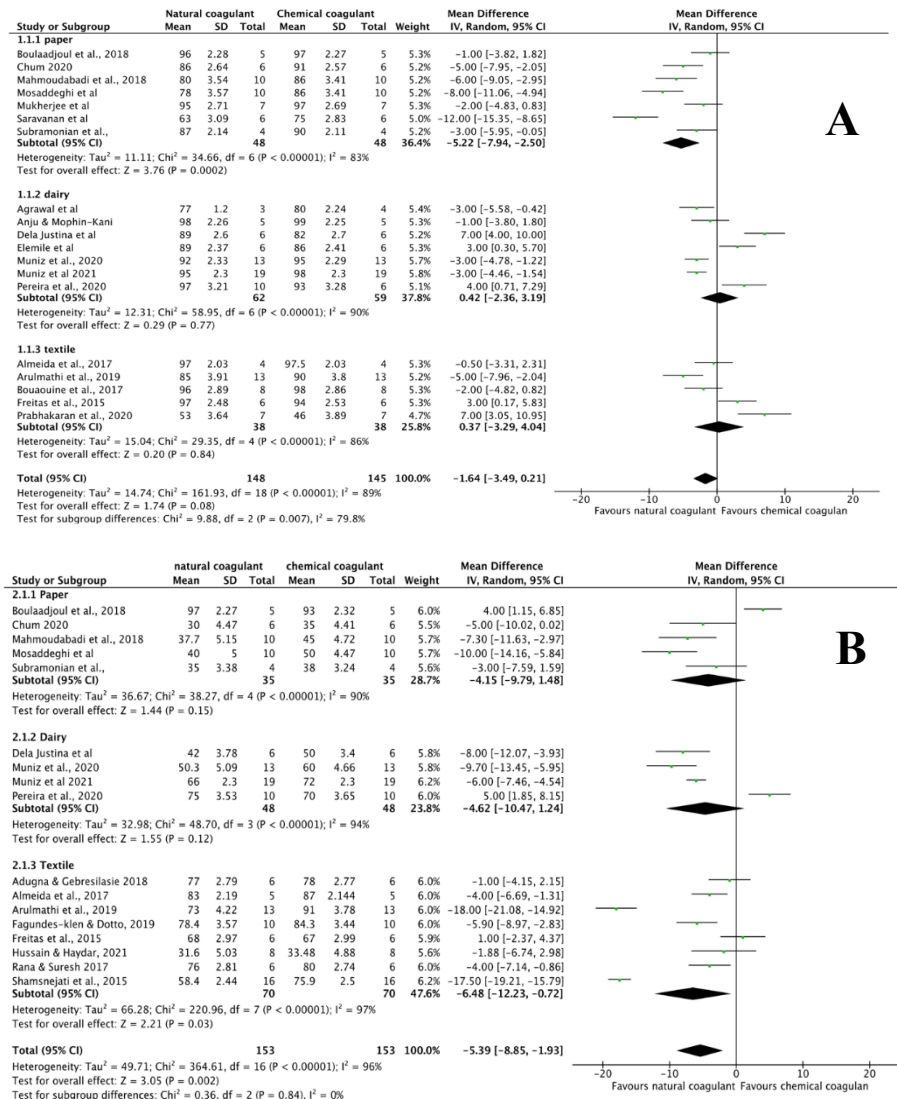 Natural coagulant Chemical coagulant Mean Difference Mean Difference
Study or Subgroup Mean SD Total Mean SD Total Weight IV, Random, 95% CI IV, Random, 95% CI
1.1.1 paper
Boulaadjoul et al., 2018 96 2.28 5 97 2.27 5 5.3% -1.00 [-3.82, 1.82]
Chum 2020 86 2.64 6 91 2.57 6 5.2% -5.00 [-7.95, -2.05]
Mahmoudabadi et al., 2018 80 3.54 10 86 3.41 10 5.2% -6.00 [-9.05, -2.95]
Mosaddeghi et al 78 3.57 10 86 3.41 10 5.2% -8.00 [-11.06, -4.94]
Mukherjee et al 95 2.71 7 97 2.69 7 5.3% -2.00 [-4.83, 0.83]
Saravanan et al 63 3.09 6 75 2.83 6 5.0% -12.00 [-15.35, -8.65]
Subramonian et al., 87 2.14 4 90 2.11 4 5.2% -3.00 [-5.95, -0.05]
Subtotal (95% CI) 48 48 36.4% -5.22 [-7.94, -2.50]
Heterogeneity: Tau² = 11.11; Chi² = 34.66, df = 6 (P < 0.00001); I² = 83%
Test for overall effect: Z = 3.76 (P = 0.0002)
A
1.1.2 dairy
Agrawal et al 77 1.2 3 80 2.24 4 5.4% -3.00 [-5.58, -0.42]
Anju & Mophin-Kani 98 2.26 5 99 2.25 5 5.3% -1.00 [-3.80, 1.80]
Dela Justina et al 89 2.6 6 82 2.7 6 5.2% 7.00 [4.00, 10.00]
Elemile et al 89 2.37 6 86 2.41 6 5.3% 3.00 [0.30, 5.70]
Muniz et al., 2020 92 2.33 13 95 2.29 13 5.6% -3.00 [-4.78, -1.22]
Muniz et al 2021 95 2.3 19 98 2.3 19 5.7% -3.00 [-4.46, -1.54]
Pereira et al., 2020 97 3.21 10 93 3.28 6 5.1% 4.00 [0.71, 7.29]
Subtotal (95% CI) 62 59 37.8% 0.42 [-2.36, 3.19]
Heterogeneity: Tau² = 12.31; Chi² = 58.95, df = 6 (P < 0.00001); I² = 90%
Test for overall effect: Z = 0.29 (P = 0.77)
1.1.3 textile
Almeida et al., 2017 97 2.03 4 97.5 2.03 4 5.3% -0.50 [-3.31, 2.31]
Arulmathi et al., 2019 85 3.91 13 90 3.8 13 5.2% -5.00 [-7.96, -2.04]
Bouaouine et al., 2017 96 2.89 8 98 2.86 8 5.3% -2.00 [-4.82, 0.82]
Freitas et al., 2015 97 2.48 6 94 2.53 6 5.3% 3.00 [0.17, 5.83]
Prabhakaran et al., 2020 53 3.64 7 46 3.89 7 4.7% 7.00 [3.05, 10.95]
Subtotal (95% CI) 38 38 25.8% 0.37 [-3.29, 4.04]
Heterogeneity: Tau² = 15.04; Chi² = 29.35, df = 4 (P < 0.00001); I² = 86%
Test for overall effect: Z = 0.20 (P = 0.84)
Total (95% CI) 148 145 100.0% -1.64 [-3.49, 0.21]
Heterogeneity: Tau² = 14.74; Chi² = 161.93, df = 18 (P < 0.00001); I² = 89%
Test for overall effect: Z = 1.74 (P = 0.08)
Test for subgroup differences: Chi² = 9.88, df = 2 (P = 0.007), I² = 79.8%
-20 -10 0 10 20
Favours natural coagulant Favours chemical coagulan
natural coagulant chemical coagulant Mean Difference Mean Difference
Study or Subgroup Mean SD Total Mean SD Total Weight IV, Random, 95% CI IV, Random, 95% CI
2.1.1 Paper
Boulaadjoul et al., 2018 97 2.27 5 93 2.32 5 6.0% 4.00 [1.15, 6.85]
Chum 2020 30 4.47 6 35 4.41 6 5.5% -5.00 [-10.02, 0.02]
Mahmoudabadi et al., 2018 37.7 5.15 10 45 4.72 10 5.7% -7.30 [-11.63, -2.97]
Mosaddeghi et al 40 5 10 50 4.47 10 5.8% -10.00 [-14.16, -5.84]
Subramonian et al., 35 3.38 4 38 3.24 4 5.7% -3.00 [-7.59, 1.59]
Subtotal (95% CI) 35 35 28.7% -4.15 [-9.79, 1.48]
Heterogeneity: Tau² = 36.67; Chi² = 38.27, df = 4 (P < 0.00001); I² = 90%
Test for overall effect: Z = 1.44 (P = 0.15)
B
2.1.2 Dairy
Dela Justina et al 42 3.78 6 50 3.4 6 5.8% -8.00 [-12.07, -3.93]
Muniz et al., 2020 50.3 5.09 13 60 4.66 13 5.9% -9.70 [-13.45, -5.95]
Muniz et al 2021 66 2.3 19 72 2.3 19 6.2% -6.00 [-7.46, -4.54]
Pereira et al., 2020 75 3.53 10 70 3.65 10 6.0% 5.00 [1.85, 8.15]
Subtotal (95% CI) 48 48 23.8% -4.62 [-10.47, 1.24]
Heterogeneity: Tau² = 32.98; Chi² = 48.70, df = 3 (P < 0.00001); I² = 94%
Test for overall effect: Z = 1.55 (P = 0.12)
2.1.3 Textile
Adugna & Gebresilasie 2018 77 2.79 6 78 2.77 6 6.0% -1.00 [-4.15, 2.15]
Almeida et al., 2017 83 2.19 5 87 2.144 5 6.0% -4.00 [-6.69, -1.31]
Arulmathi et al., 2019 73 4.22 13 91 3.78 13 6.0% -18.00 [-21.08, -14.92]
Fagundes-klen & Dotto, 2019 78.4 3.57 10 84.3 3.44 10 6.0% -5.90 [-8.97, -2.83]
Freitas et al., 2015 68 2.97 6 67 2.99 6 5.9% 1.00 [-2.37, 4.37]
Hussain & Haydar, 2021 31.6 5.03 8 33.48 4.88 8 5.6% -1.88 [-6.74, 2.98]
Rana & Suresh 2017 76 2.81 6 80 2.74 6 6.0% -4.00 [-7.14, -0.86]
Shamsnejati et al., 2015 58.4 2.44 16 75.9 2.5 16 6.2% -17.50 [-19.21, -15.79]
Subtotal (95% CI) 70 70 47.6% -6.48 [-12.23, -0.72]
Heterogeneity: Tau² = 66.28; Chi² = 220.96, df = 7 (P < 0.00001); I² = 97%
Test for overall effect: Z = 2.21 (P = 0.03)
Total (95% CI) 153 153 100.0% -5.39 [-8.85, -1.93]
Heterogeneity: Tau² = 49.71; Chi² = 364.61, df = 16 (P < 0.00001); I² = 96%
Test for overall effect: Z = 3.05 (P = 0.002)
Test for subgroup differences: Chi² = 0.36, df = 2 (P = 0.84), I² = 0%
-20 -10 0 10 20
Favours natural coagulant Favours chemical coagulan